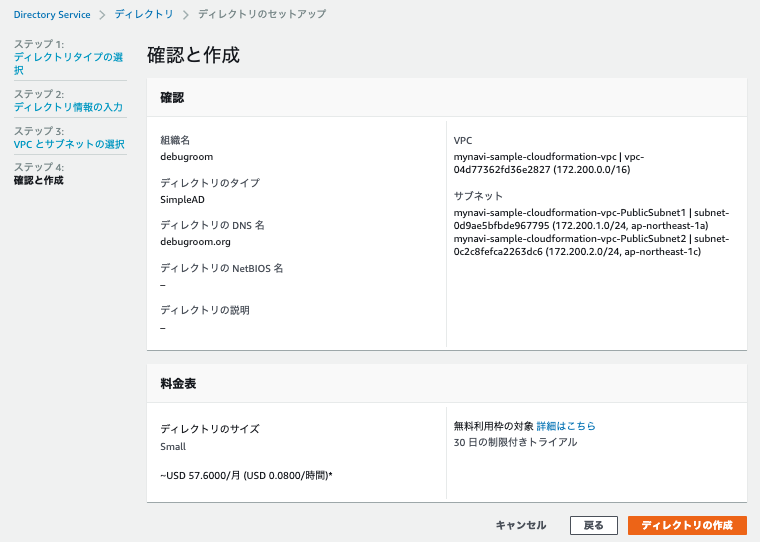 Directory Service > ディレクトリ > ディレクトリのセットアップ
ステップ 1:
ディレクトリタイプの選
択
ステップ 2:
ディレクトリ情報の入力
ステップ 3:
VPC とサブネットの選択
ステップ 4:
確認と作成
確認と作成
確認
組織名
debugroom
ディレクトリのタイプ
SimpleAD
ディレクトリの DNS 名
debugroom.org
ディレクトリの NetBIOS 名
–
ディレクトリの説明
–
VPC
mynavi-sample-cloudformation-vpc | vpc-
04d77362fd36e2827 (172.200.0.0/16)
サブネット
mynavi-sample-cloudformation-vpc-PublicSubnet1 | subnet-
0d9ae5bfbde967795 (172.200.1.0/24, ap-northeast-1a)
mynavi-sample-cloudformation-vpc-PublicSubnet2 | subnet-
0c2c8fefca2263dc6 (172.200.2.0/24, ap-northeast-1c)
料金表
ディレクトリのサイズ
Small
~USD 57.6000/月 (USD 0.0800/時間)*
無料利用枠の対象 詳細はこちら
30 日の制限付きトライアル
キャンセル
戻る
ディレクトリの作成